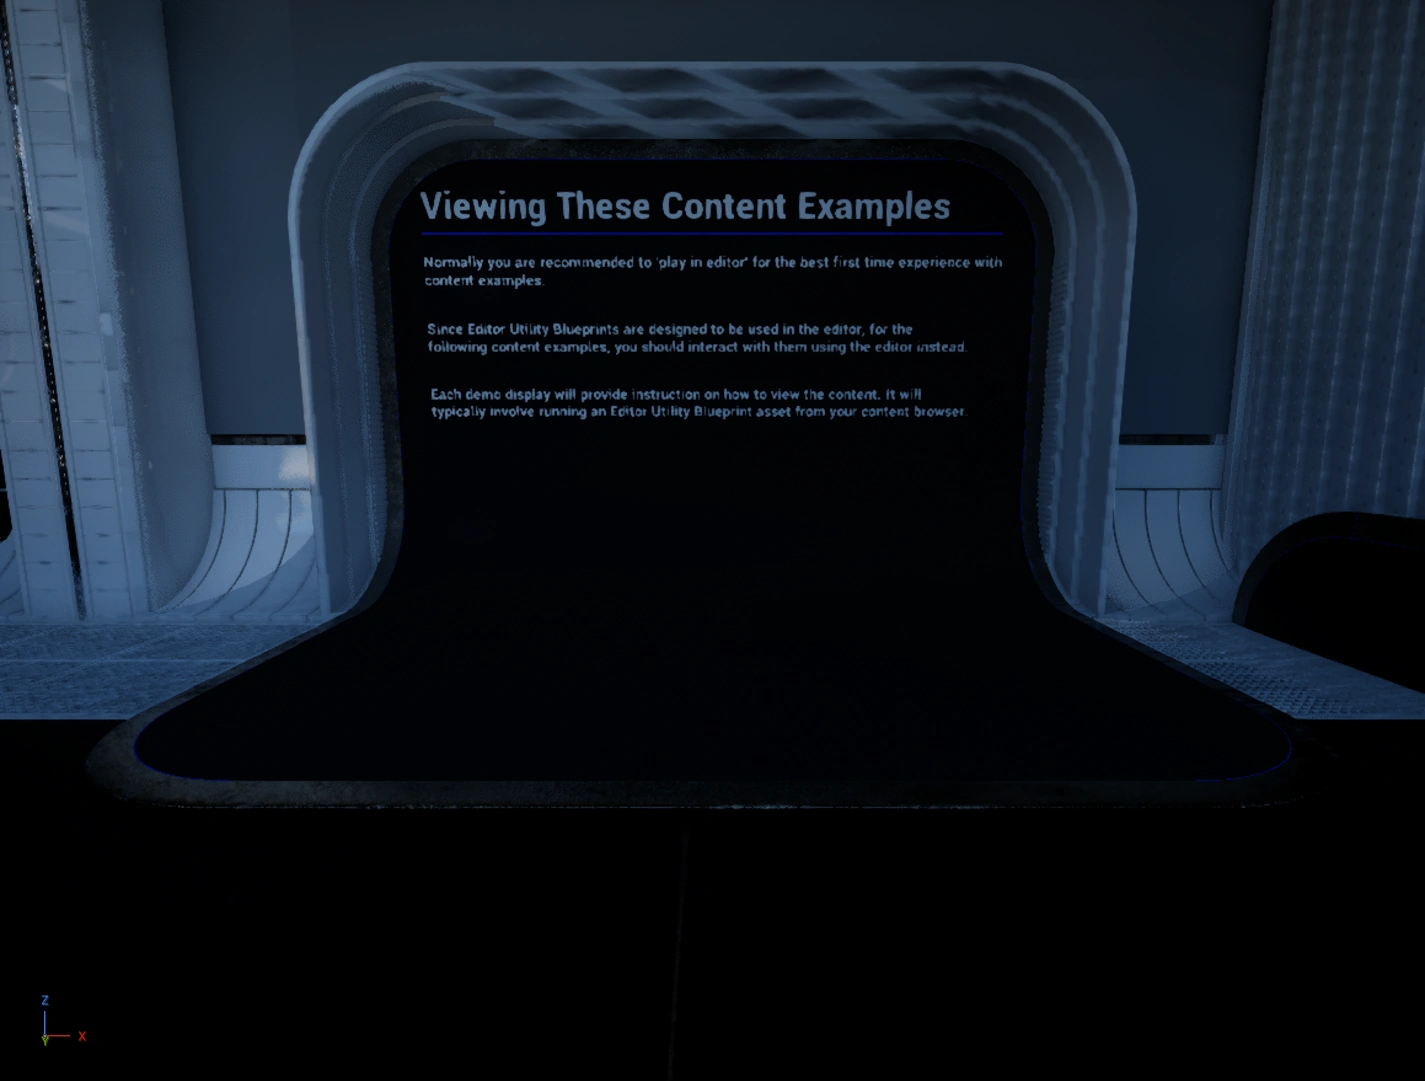 Viewing These Content Examples
Normally you are recommended to 'play in editor' for the best first time experience with
content examples.
Since Editor Utility Blueprints are designed to be used in the editor, for the
following content examples, you should interact with them using the editor instead.
Each demo display will provide instruction on how to view the content. It will
typically involve running an Editor Utility Blueprint asset from your content browser.
Z
X
Y